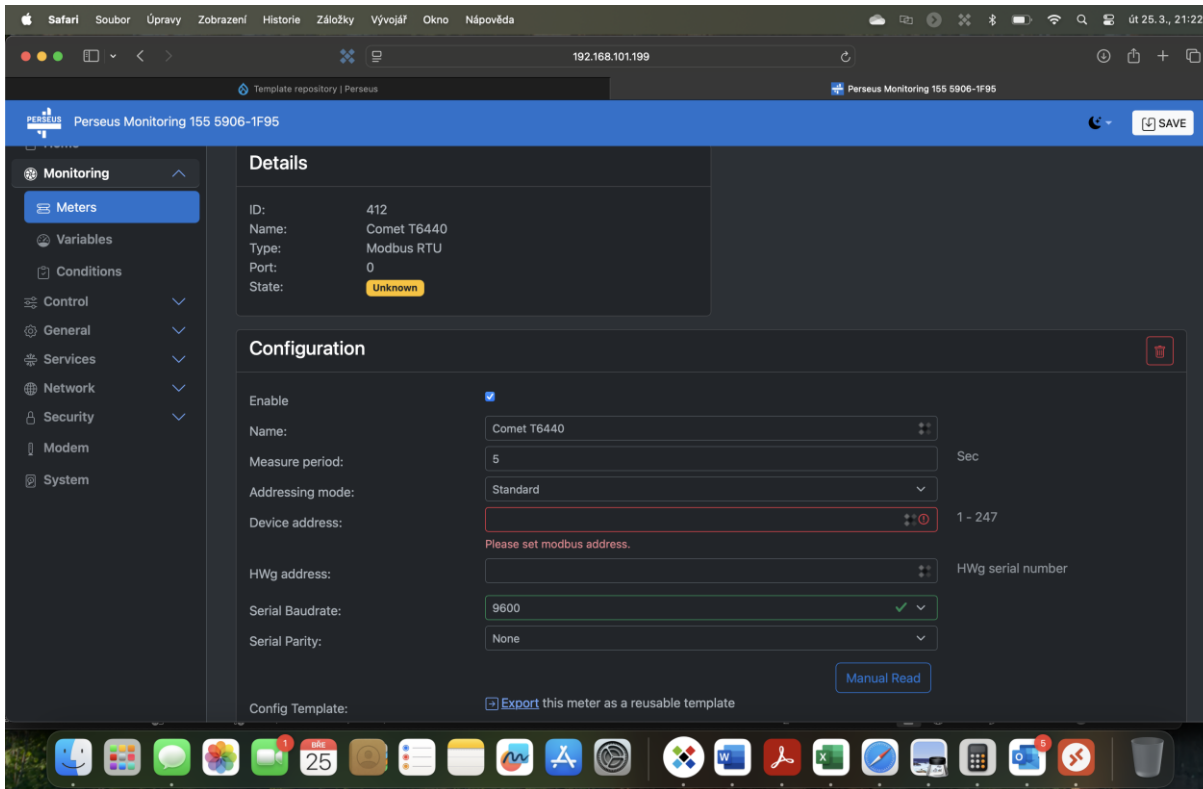 Safari Soubor Úpravy Zobrazení Historie Záložky Vývojář Okno Nápověda út 25.3., 21:22
192.168.101.199
Template repository | Perseus
Perseus Monitoring 155 5906-1F95
PERSEUS Perseus Monitoring 155 5906-1F95 SAVE
Home
Monitoring
Meters
Variables
Conditions
Control
General
Services
Network
Security
Modem
System
Details
ID: 412
Name: Comet T6440
Type: Modbus RTU
Port: 0
State: Unknown
Configuration
Enable
Name: Comet T6440
Measure period: 5 Sec
Addressing mode: Standard
Device address: 1 - 247
Please set modbus address.
HWg address: HWg serial number
Serial Baudrate: 9600
Serial Parity: None
Manual Read
Config Template: Export this meter as a reusable template
1
BŘE
25
5